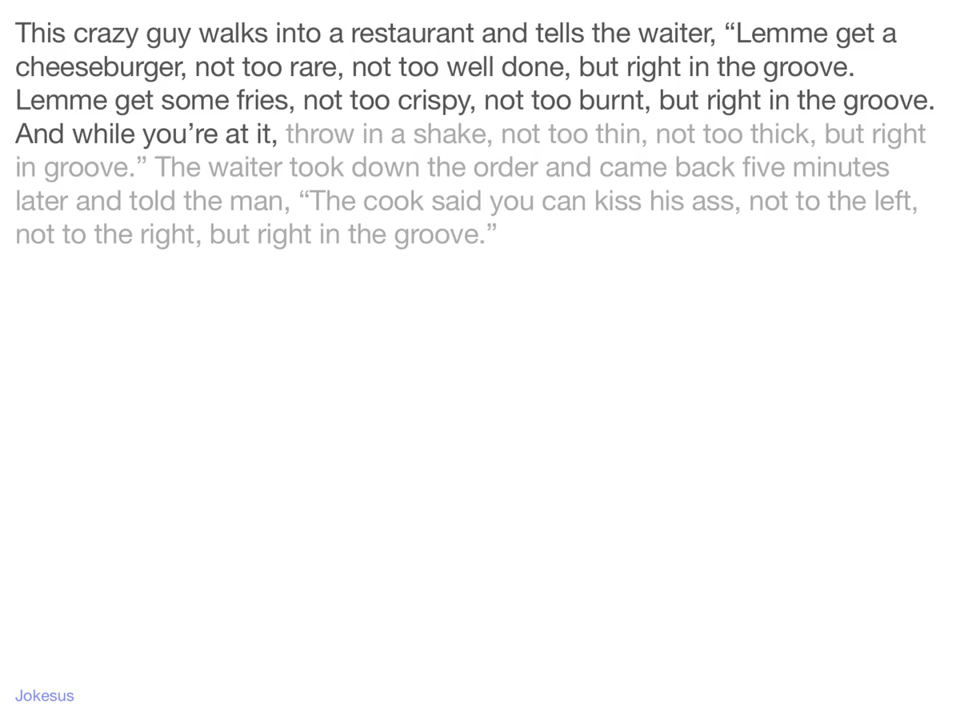 This crazy guy walks into a restaurant and tells the waiter, “Lemme get a
cheeseburger, not too rare, not too well done, but right in the groove.
Lemme get some fries, not too crispy, not too burnt, but right in the groove.
And while you’re at it, throw in a shake, not too thin, not too thick, but right
in groove.” The waiter took down the order and came back five minutes
later and told the man, “The cook said you can kiss his ass, not to the left,
not to the right, but right in the groove.”
Jokesus